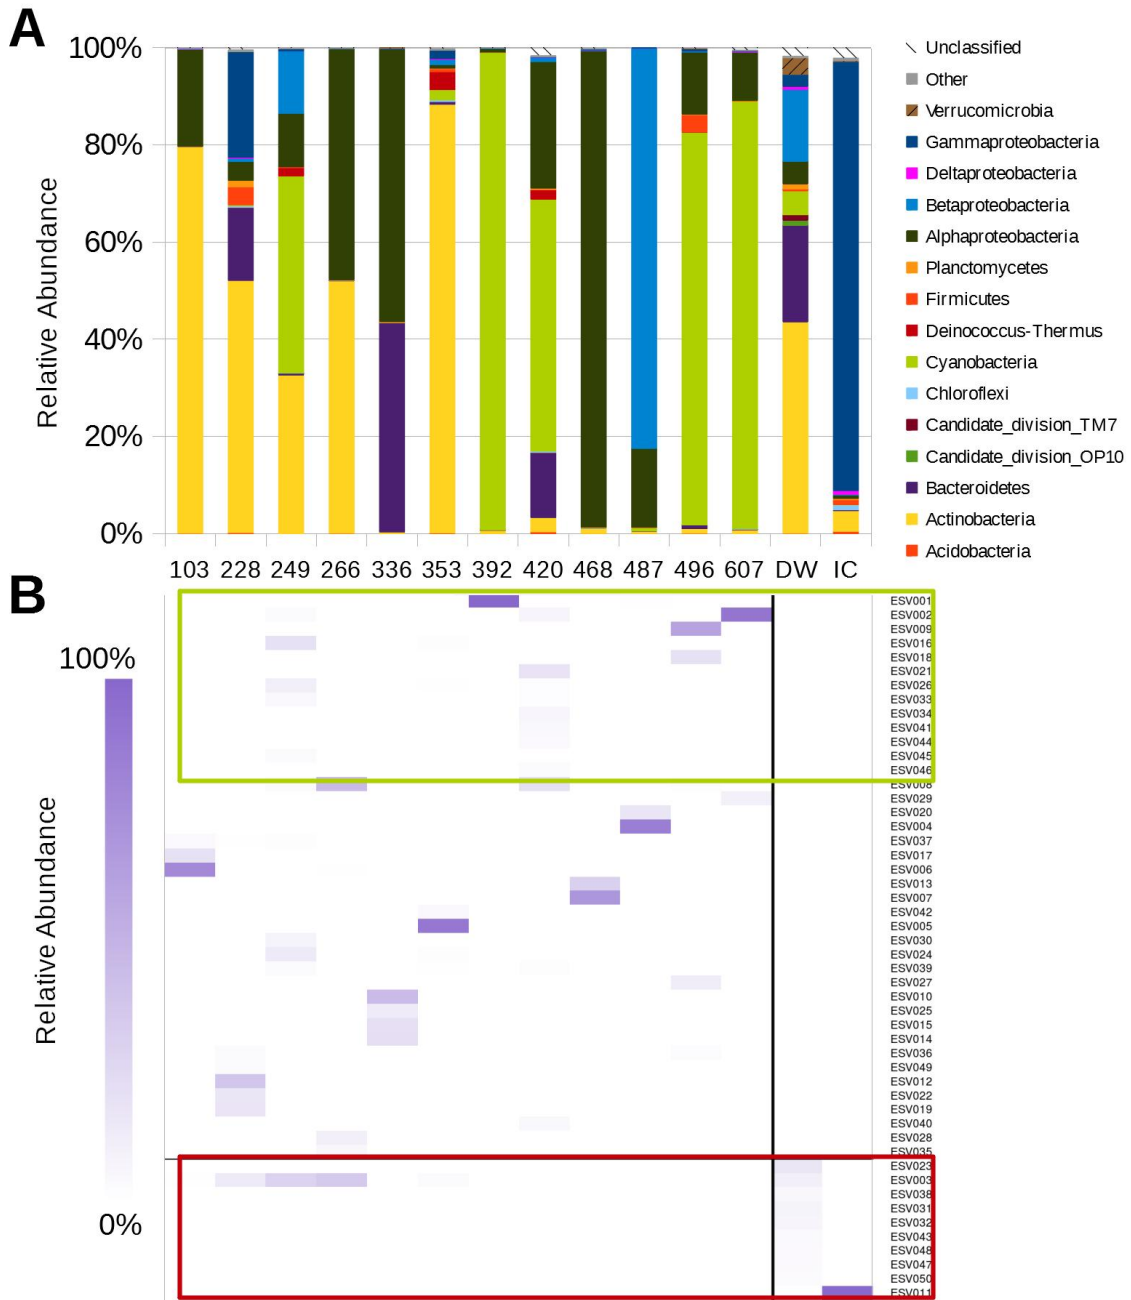 A
100%
80%
60%
40%
20%
0%
Relative Abundance
103 228 249 266 336 353 392 420 468 487 496 607 DW IC
Unclassified
Other
Verrucomicrobia
Gammaproteobacteria
Deltaproteobacteria
Betaproteobacteria
Alphaproteobacteria
Planctomycetes
Firmicutes
Deinococcus-Thermus
Cyanobacteria
Chloroflexi
Candidate_division_TM7
Candidate_division_OP10
Bacteroidetes
Actinobacteria
Acidobacteria
B
100%
0%
Relative Abundance
ESV001
ESV002
ESV009
ESV016
ESV018
ESV021
ESV026
ESV033
ESV034
ESV041
ESV044
ESV045
ESV046
ESV008
ESV029
ESV020
ESV004
ESV037
ESV017
ESV006
ESV013
ESV007
ESV042
ESV005
ESV030
ESV024
ESV039
ESV027
ESV010
ESV025
ESV015
ESV014
ESV036
ESV049
ESV012
ESV022
ESV019
ESV040
ESV028
ESV035
ESV023
ESV003
ESV038
ESV031
ESV032
ESV043
ESV048
ESV047
ESV050
ESV011